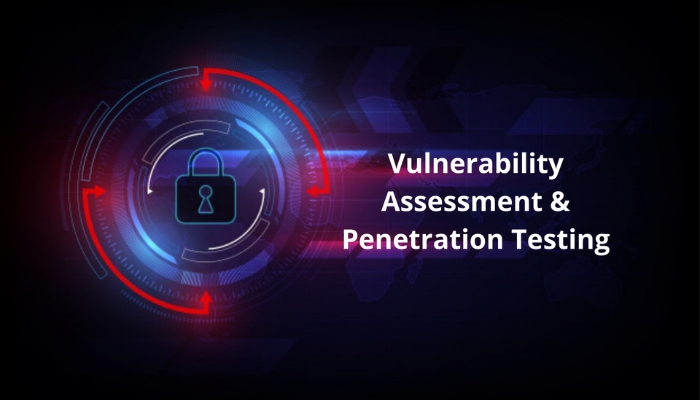 Vulnerability
Assessment &
Penetration Testing